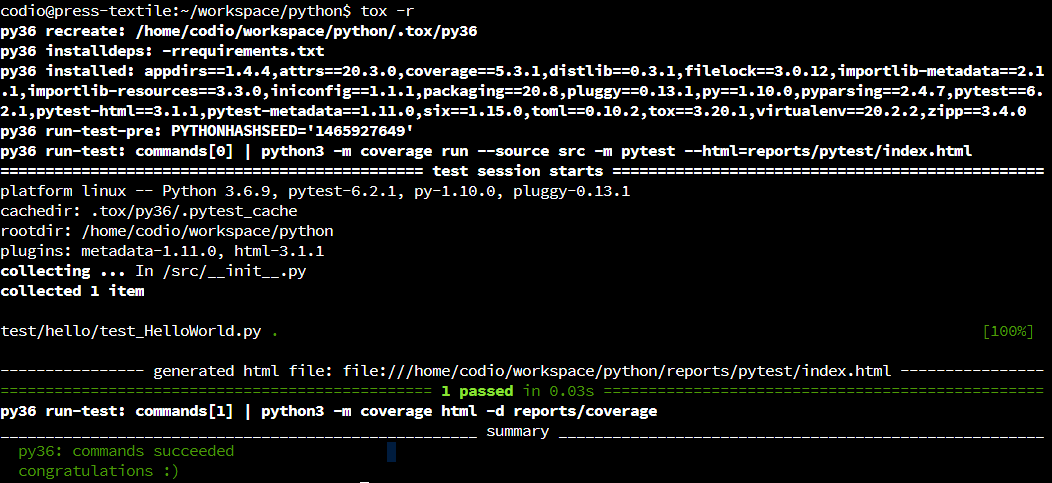 codio@press-textile:~/workspace/python$ tox -r
py36 recreate: /home/codio/workspace/python/.tox/py36
py36 installdeps: -rrequirements.txt
py36 installed: appdirs==1.4.4,attrs==20.3.0,coverage==5.3.1,distlib==0.3.1,filelock==3.0.12,importlib-metadata==2.1
.1,importlib-resources==3.3.0,iniconfig==1.1.1,packaging==20.8,pluggy==0.13.1,py==1.10.0,pyparsing==2.4.7,pytest==6.
2.1,pytest-html==3.1.1,pytest-metadata==1.11.0,six==1.15.0,toml==0.10.2,tox==3.20.1,virtualenv==20.2.2,zipp==3.4.0
py36 run-test-pre: PYTHONHASHSEED='1465927649'
py36 run-test: commands[0] | python3 -m coverage run --source src -m pytest --html=reports/pytest/index.html
=============================================== test session starts ================================================
platform linux -- Python 3.6.9, pytest-6.2.1, py-1.10.0, pluggy-0.13.1
cachedir: .tox/py36/.pytest_cache
rootdir: /home/codio/workspace/python
plugins: metadata-1.11.0, html-3.1.1
collecting ... In /src/__init__.py
collected 1 item
test/hello/test_HelloWorld.py . [100%]
---------------- generated html file: file:///home/codio/workspace/python/reports/pytest/index.html ----------------
================================================ 1 passed in 0.03s =================================================
py36 run-test: commands[1] | python3 -m coverage html -d reports/coverage
_____________________________________________________ summary ______________________________________________________
py36: commands succeeded
congratulations :)